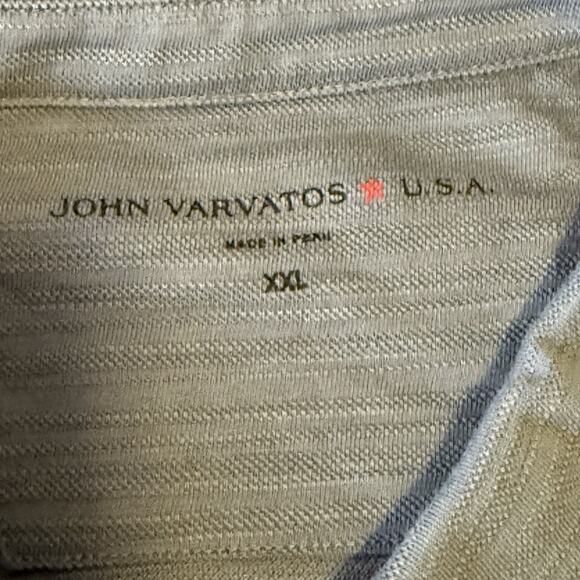 JOHN VARVATOS ★ U.S.A.
MADE IN PERU
XXL